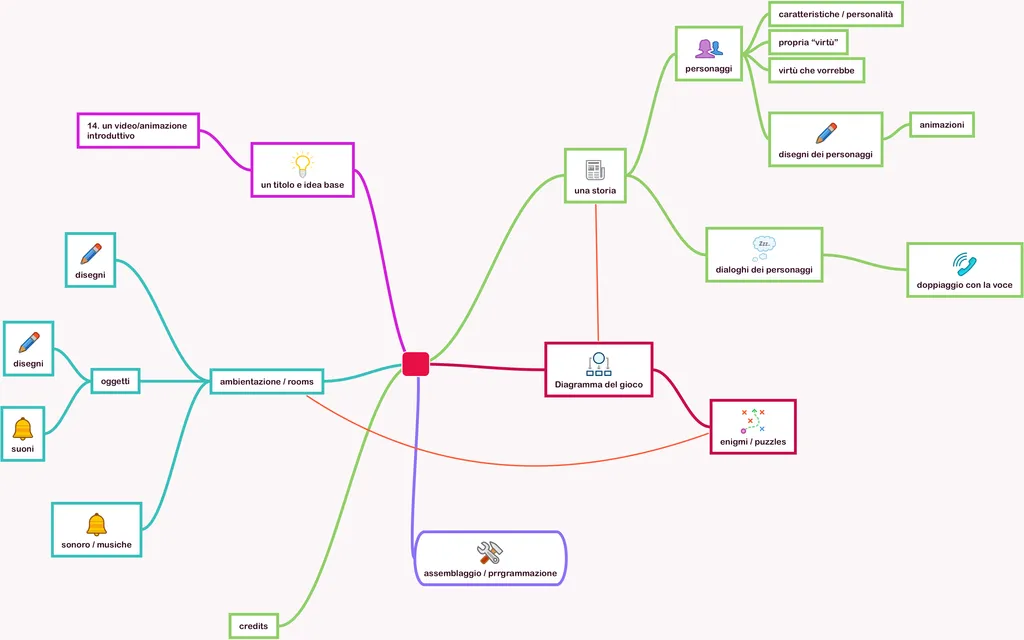 caratteristiche / personalità
propria “virtù”
personaggi
virtù che vorrebbe
14. un video/animazione
introduttivo
animazioni
disegni dei personaggi
un titolo e idea base
una storia
Zzz.
disegni
dialoghi dei personaggi
doppiaggio con la voce
disegni
oggetti
ambientazione / rooms
Diagramma del gioco
suoni
enigmi / puzzles
sonoro / musiche
assemblaggio / prrgrammazione
credits